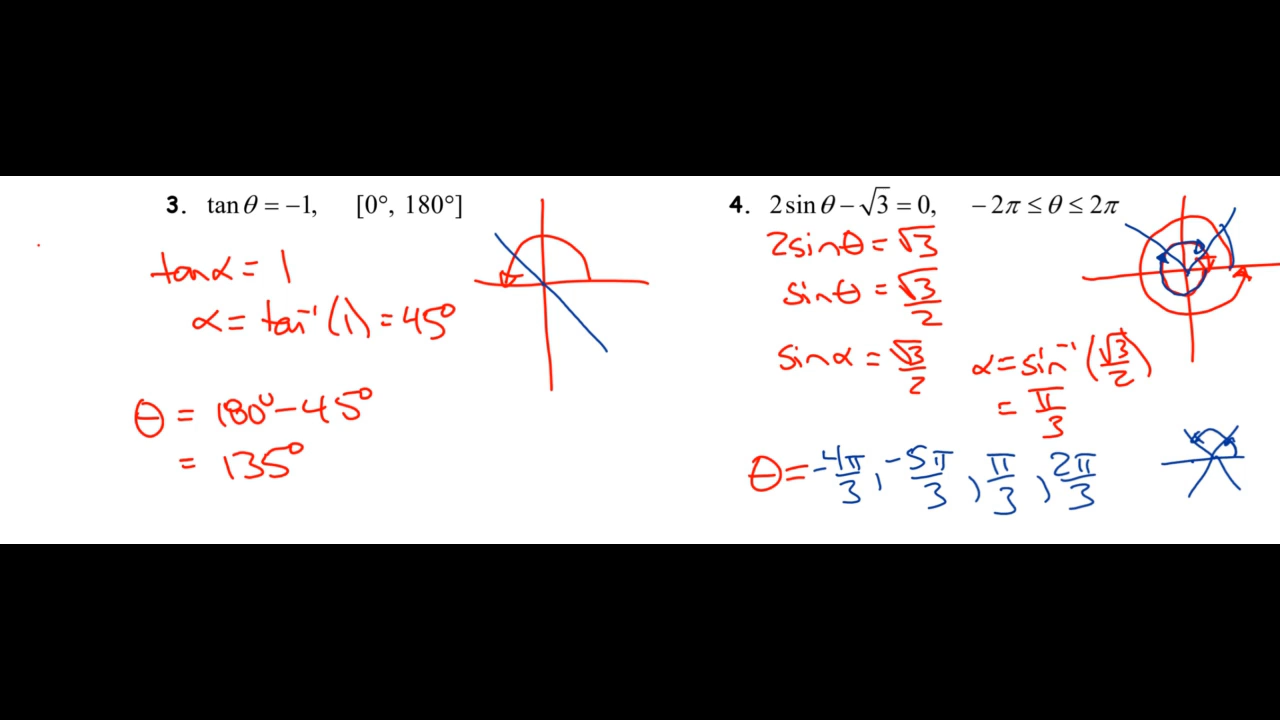 3. tan θ = −1, [0°, 180°]
tanα = 1
α = tan⁻¹(1) = 45°
θ = 180° − 45°
= 135°
4. 2 sin θ − √3 = 0, − 2π ≤ θ ≤ 2π
2sinθ = √3
sinθ = √3/2
sinα = √3/2 α = sin⁻¹(√3/2)
= π/3
θ = -4π/3, -5π/3, π/3, 2π/3